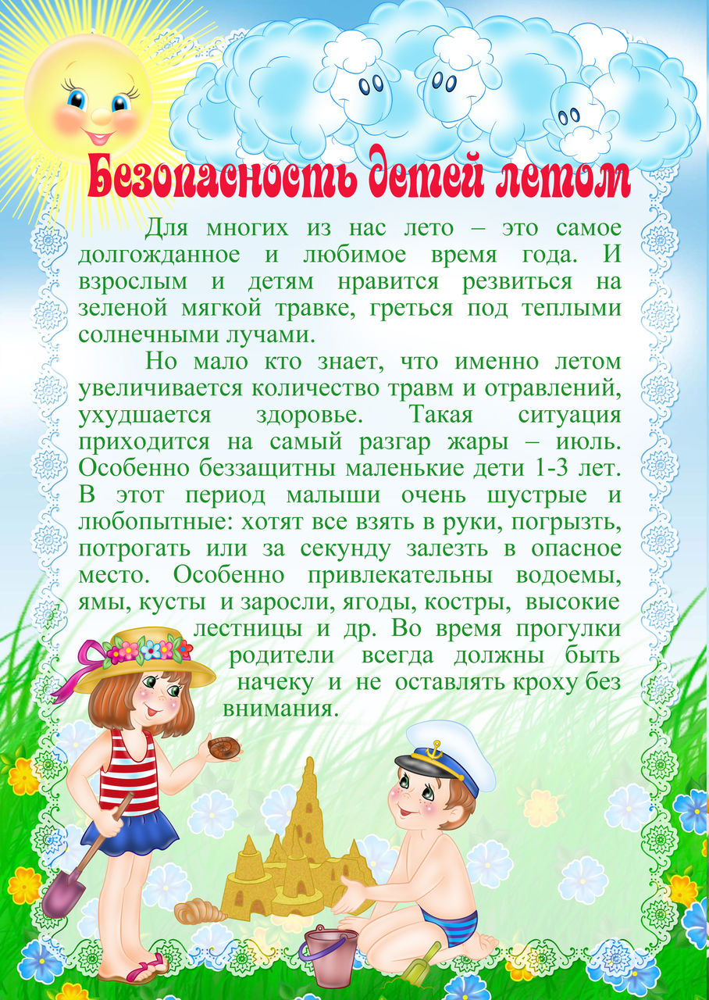 Безопасность детей летом
Для многих из нас лето – это самое
долгожданное и любимое время года. И
взрослым и детям нравится резвиться на
зеленой мягкой травке, греться под теплыми
солнечными лучами.
Но мало кто знает, что именно летом
увеличивается количество травм и отравлений,
ухудшается здоровье. Такая ситуация
приходится на самый разгар жары – июль.
Особенно беззащитны маленькие дети 1-3 лет.
В этот период малыши очень шустрые и
любопытные: хотят все взять в руки, погрызть,
потрогать или за секунду залезть в опасное
место. Особенно привлекательны водоемы,
ямы, кусты и заросли, ягоды, костры, высокие
лестницы и др. Во время прогулки
родители всегда должны быть
начеку и не оставлять кроху без
внимания.